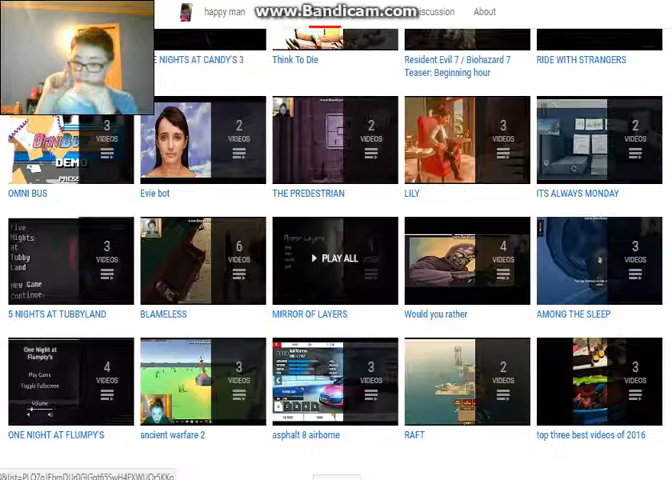 www.Bandicam.com
happy man
scussion
About
E NIGHTS AT CANDY'S 3
Think To Die
Resident Evil 7 / Biohazard 7
Teaser: Beginning hour
RIDE WITH STRANGERS
3
VIDEOS
2
VIDEOS
2
VIDEOS
3
VIDEOS
2
VIDEOS
DEMO
OMNI BUS
Evie bot
THE PREDESTRIAN
LILY
ITS ALWAYS MONDAY
Five
Nights
at
Tubby
Land
New Game
Continue.
3
VIDEOS
6
VIDEOS
Mirror Layers
PLAY ALL
4
VIDEOS
3
VIDEOS
5 NIGHTS AT TUBBYLAND
BLAMELESS
MIRROR OF LAYERS
Would you rather
AMONG THE SLEEP
One Night at
Flumpty's
Play Game
Toggle Fullscreen
Volume
4
VIDEOS
3
VIDEOS
3
VIDEOS
2
VIDEOS
3
VIDEOS
ONE NIGHT AT FLUMPY'S
ancient warfare 2
asphalt 8 airborne
RAFT
top three best videos of 2016